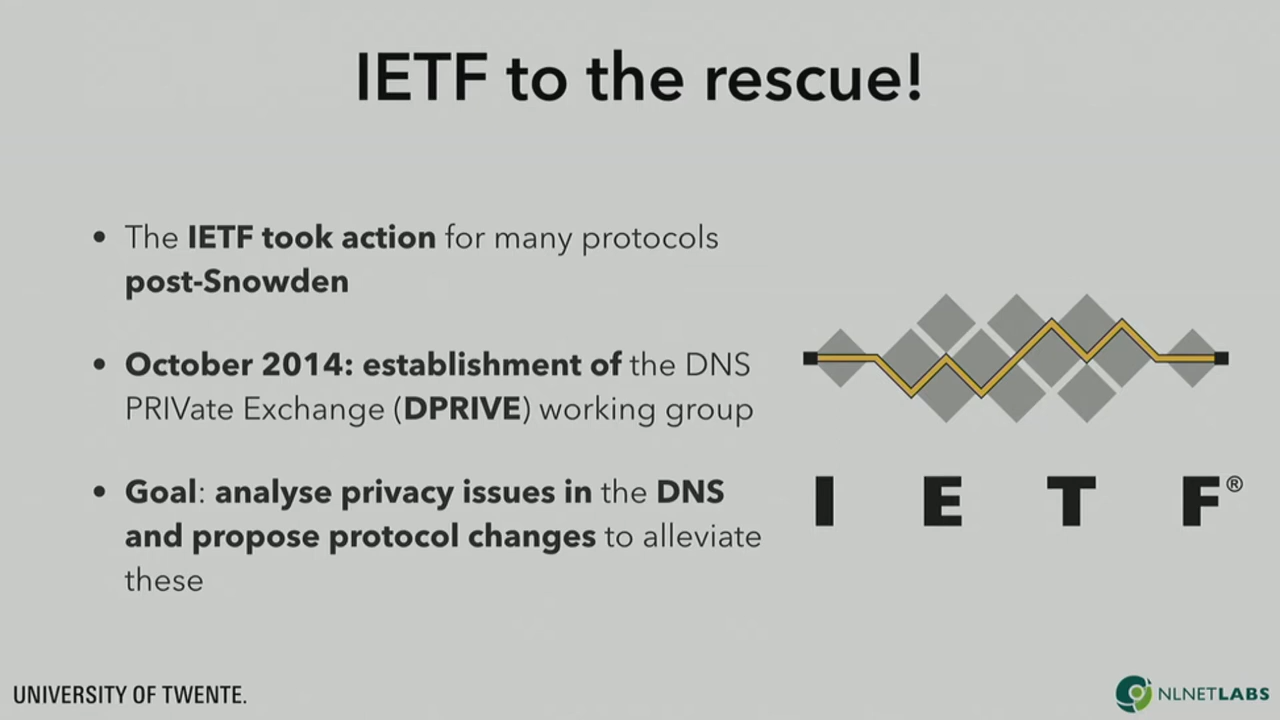 IETF to the rescue!
• The IETF took action for many protocols
post-Snowden
• October 2014: establishment of the DNS
PRIVate Exchange (DPRIVE) working group
• Goal: analyse privacy issues in the DNS
and propose protocol changes to alleviate
these
I E T F®
UNIVERSITY OF TWENTE.
NLNETLABS